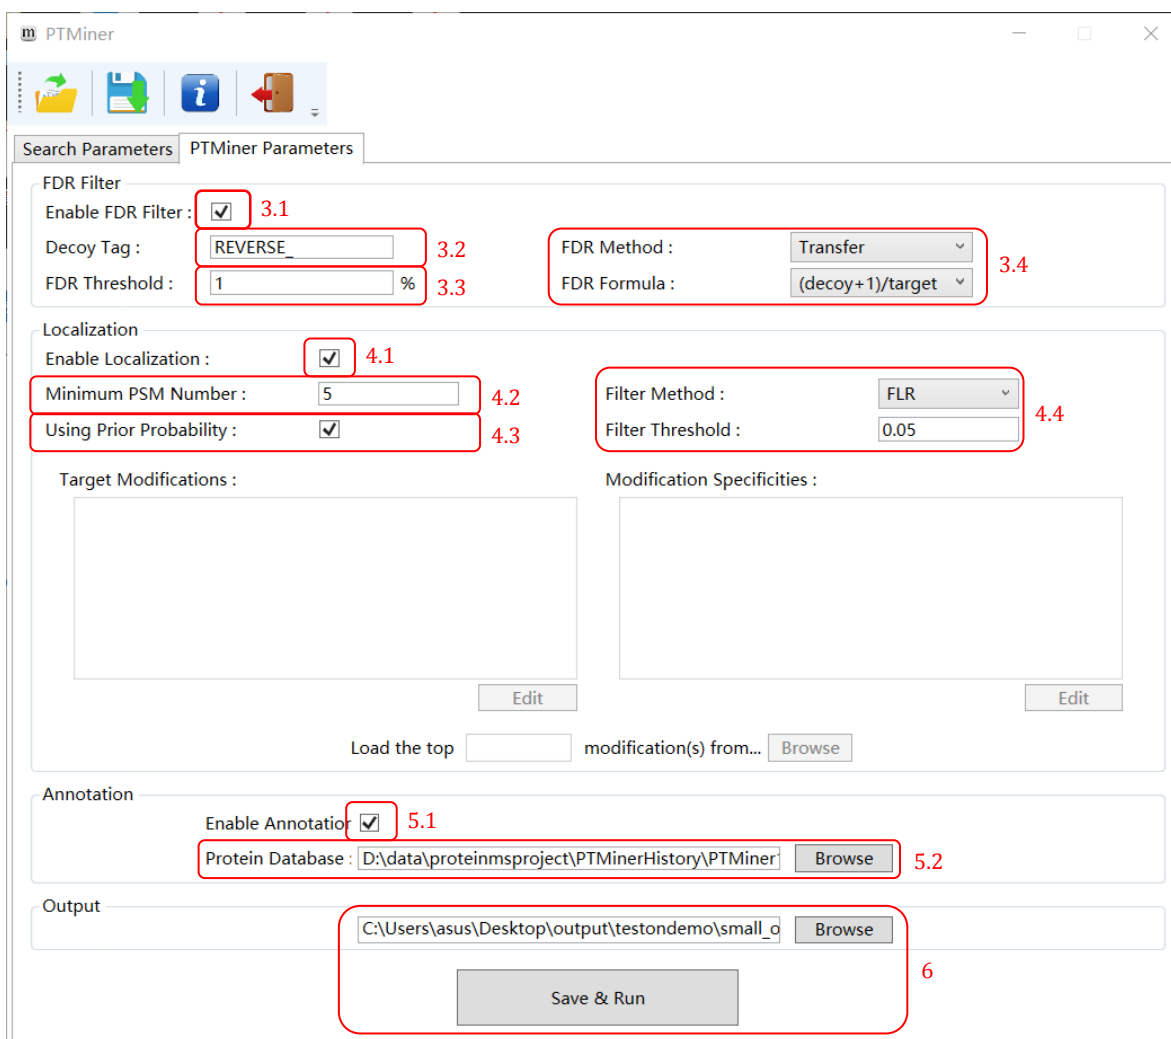 m PTMiner
i
Search Parameters PTMiner Parameters
FDR Filter
Enable FDR Filter : 3.1
Decoy Tag : REVERSE_ 3.2 FDR Method : Transfer
3.4
FDR Threshold : 1 % 3.3 FDR Formula : (decoy+1)/target
Localization
Enable Localization : 4.1
Minimum PSM Number : 5 4.2 Filter Method : FLR
4.4
Using Prior Probability : 4.3 Filter Threshold : 0.05
Target Modifications : Modification Specificities :
Edit Edit
Load the top modification(s) from... Browse
Annotation
Enable Annotation 5.1
Protein Database : D:\data\proteinmsproject\PTMinerHistory\PTMiner1 Browse 5.2
Output
C:\Users\asus\Desktop\output\testondemo\small_o Browse
6
Save & Run